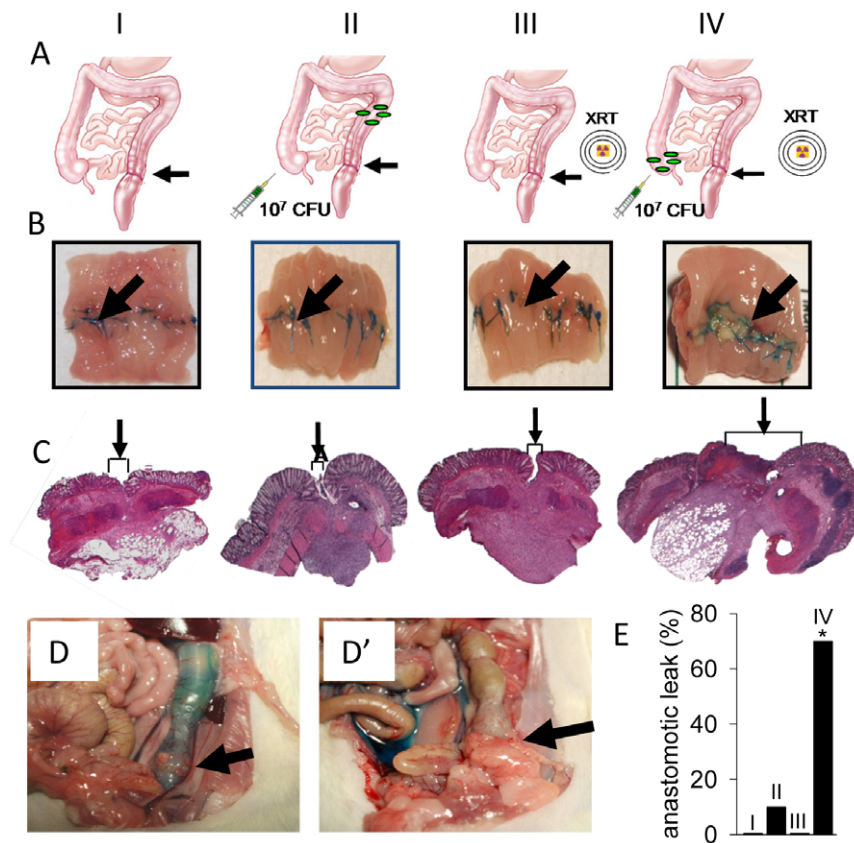 I II III IV
A
XRT XRT
10⁷ CFU 10⁷ CFU
B
C
A
D D’ E
anastomotic leak (%)
80
60
40
20
0
I II III IV
*